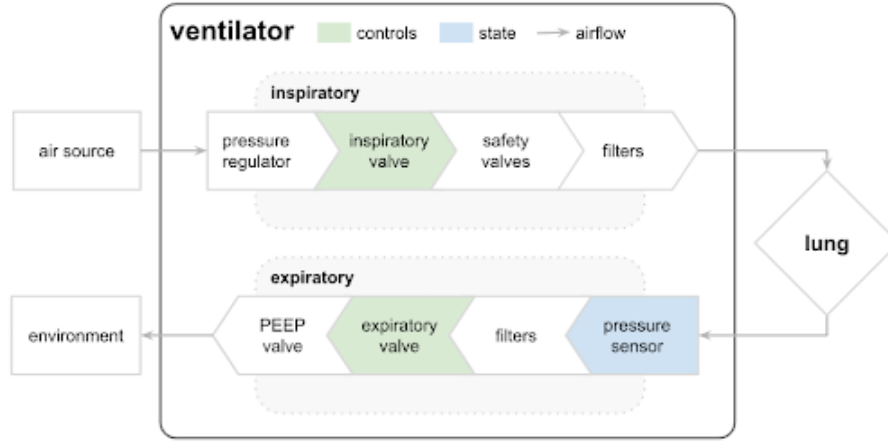 ventilator controls state airflow
inspiratory
air source
pressure
regulator
inspiratory
valve
safety
valves
filters
lung
expiratory
environment
PEEP
valve
expiratory
valve
filters
pressure
sensor